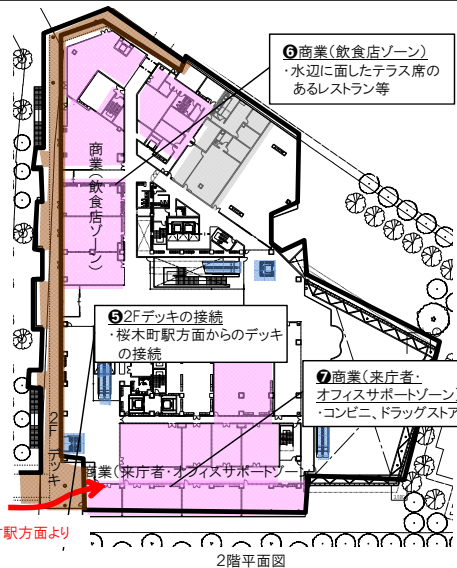 ❻商業(飲食店ゾーン)
・水辺に面したテラス席の
あるレストラン等
商業(飲食店ゾーン)
❺2Fデッキの接続
・桜木町駅方面からのデッキ
の接続
❼商業(来庁者・
オフィスサポートゾーン)
・コンビニ、ドラッグストア
2Fデッキ
商業(来庁者・オフィスサポートゾー
駅方面より
2階平面図